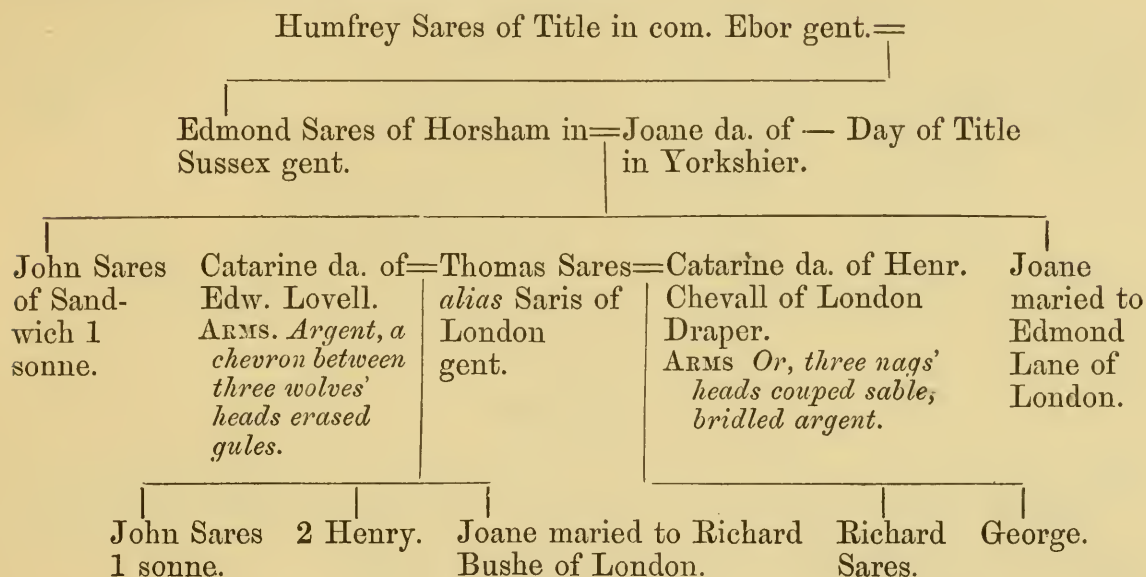 Humfrey Sares of Title in com. Ebor gent.=
Edmond Sares of Horsham in=Joane da. of — Day of Title
Sussex gent.
in Yorkshier.
John Sares
of Sand-
wich 1
sonne.
Catarine da. of=Thomas Sares=Catarine da. of Henr.
Edw. Lovell.
ARMS. Argent, a
chevron between
three wolves'
heads erased
gules.
alias Saris of
London
gent.
Chevall of London
Draper.
ARMS Or, three nags'
heads couped sable,
bridled argent.
Joane
maried to
Edmond
Lane of
London.
John Sares
1 sonne.
2 Henry.
Joane maried to Richard
Bushe of London.
Richard
Sares.
George.